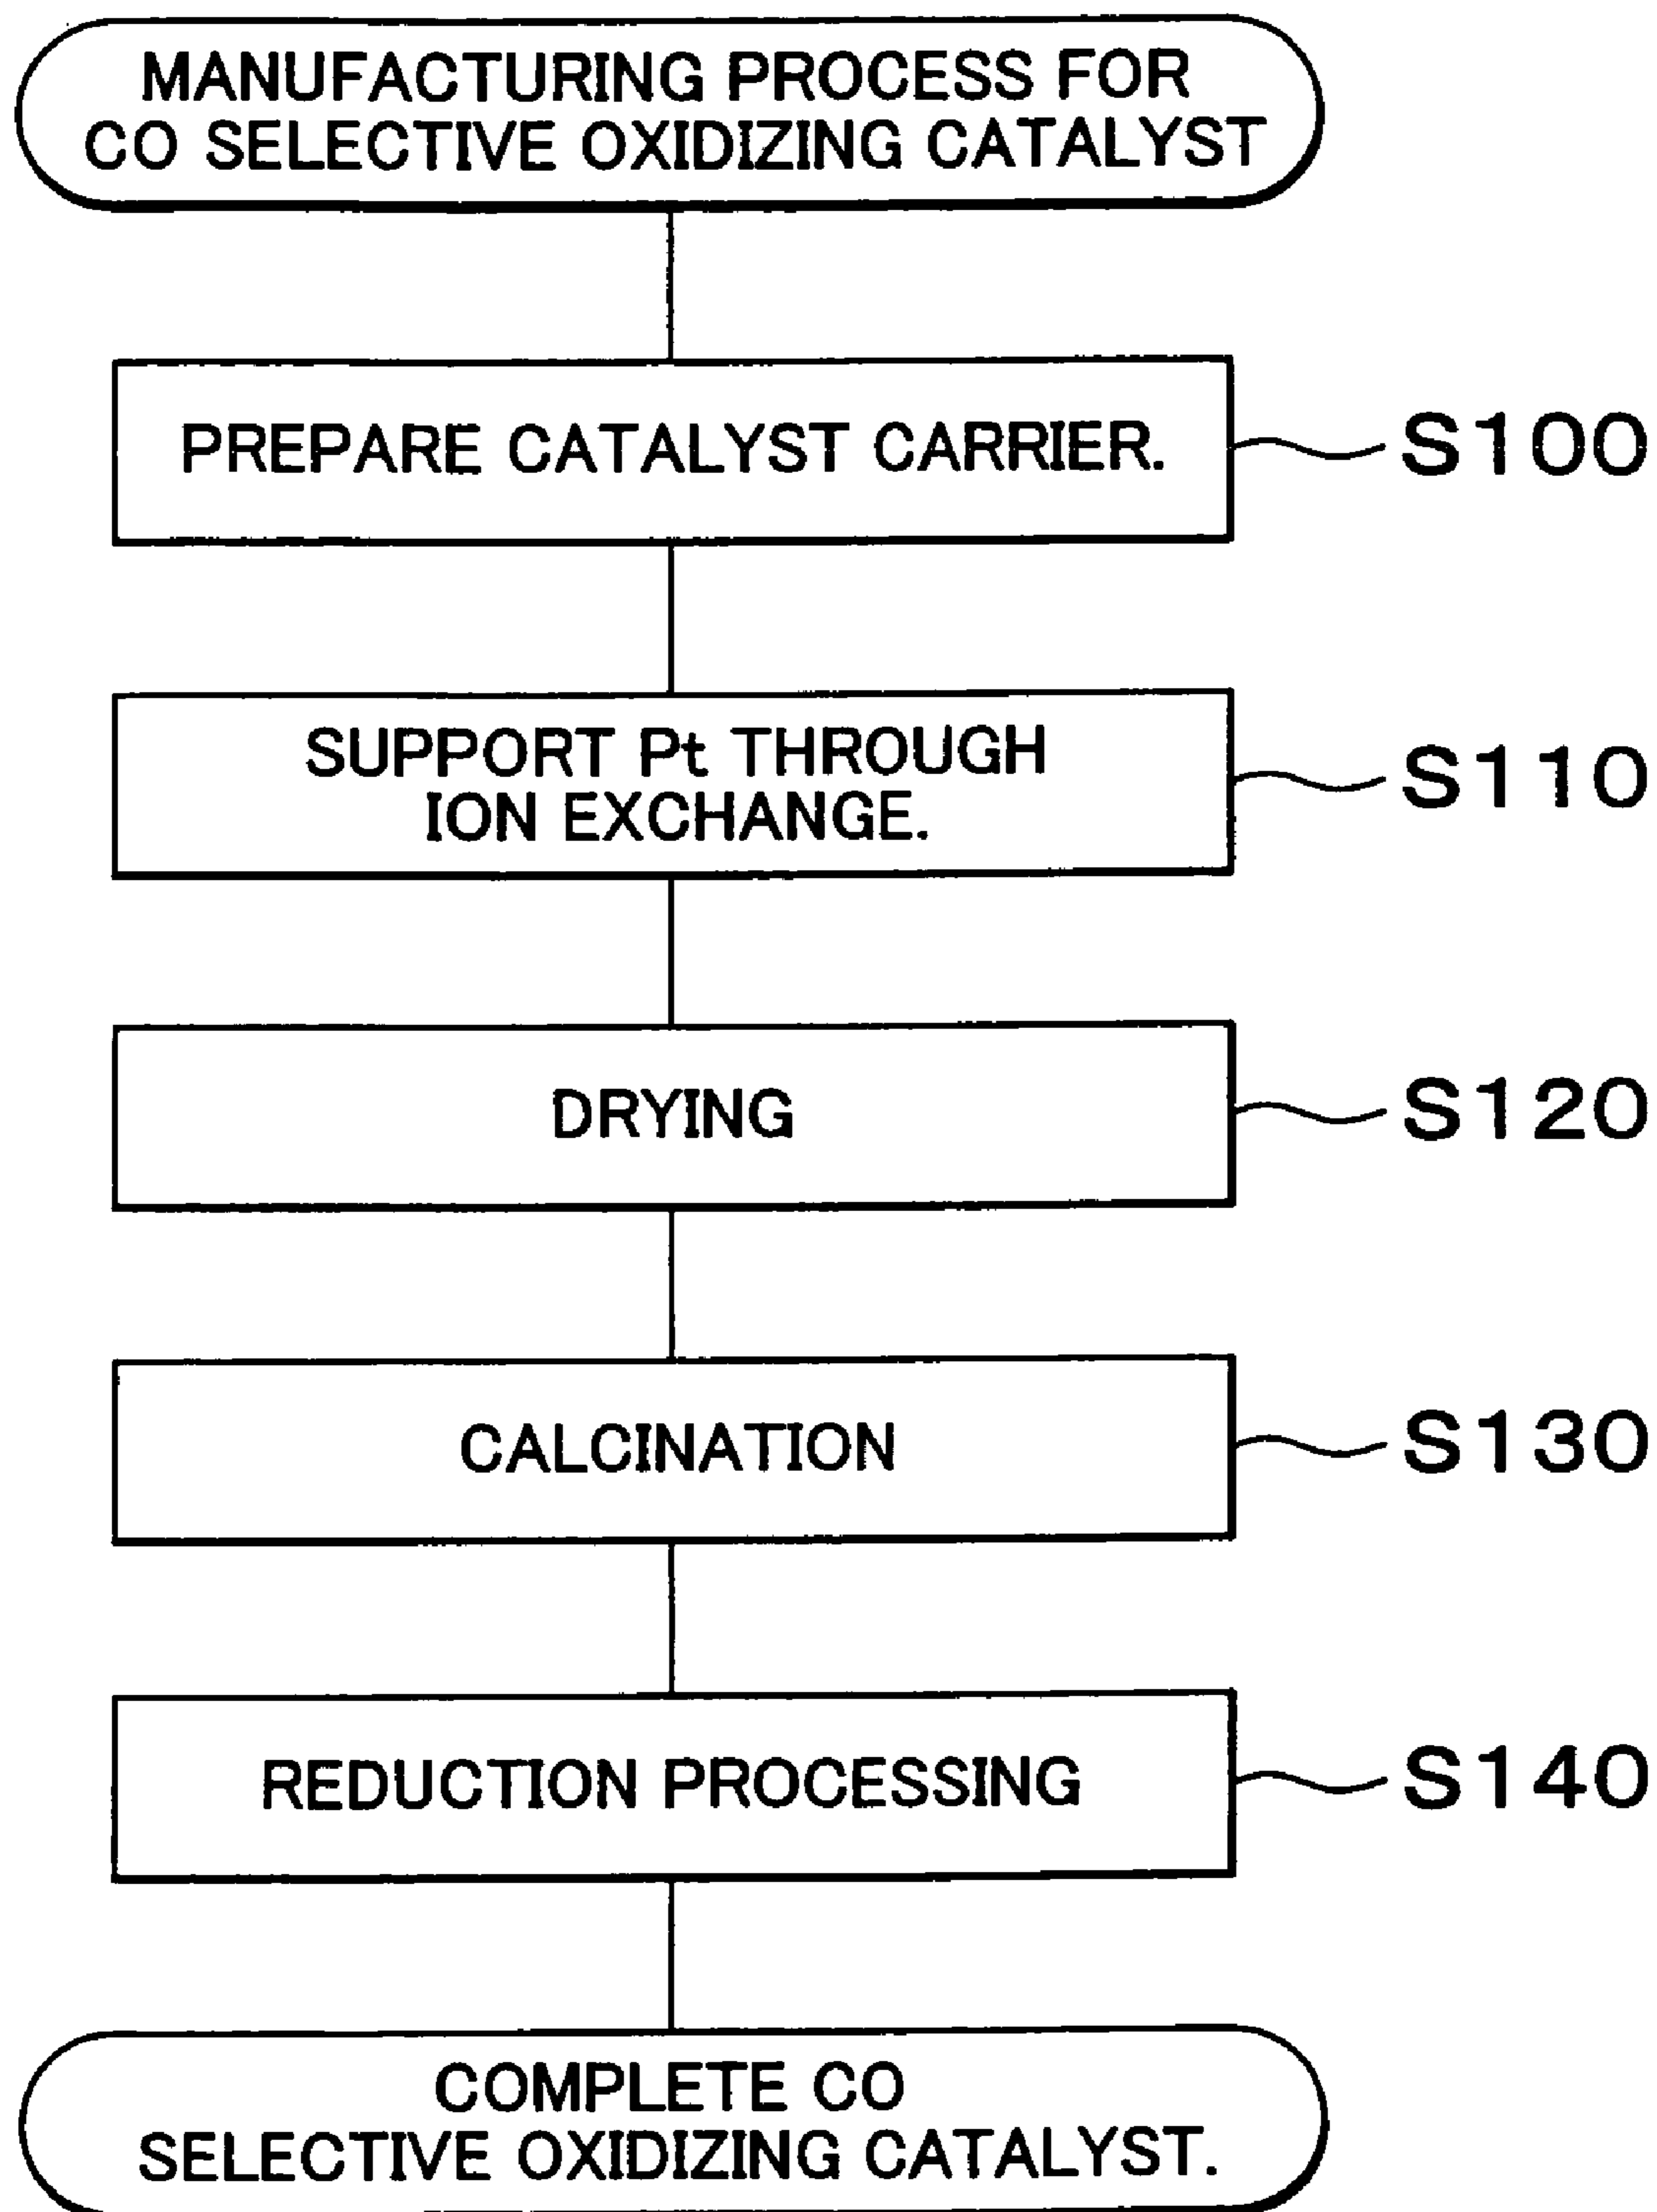 MANUFACTURING PROCESS FOR
CO SELECTIVE OXIDIZING CATALYST
PREPARE CATALYST CARRIER.
S100
SUPPORT Pt THROUGH
ION EXCHANGE.
S110
DRYING
S120
CALCINATION
S130
REDUCTION PROCESSING
S140
COMPLETE CO
SELECTIVE OXIDIZING CATALYST.